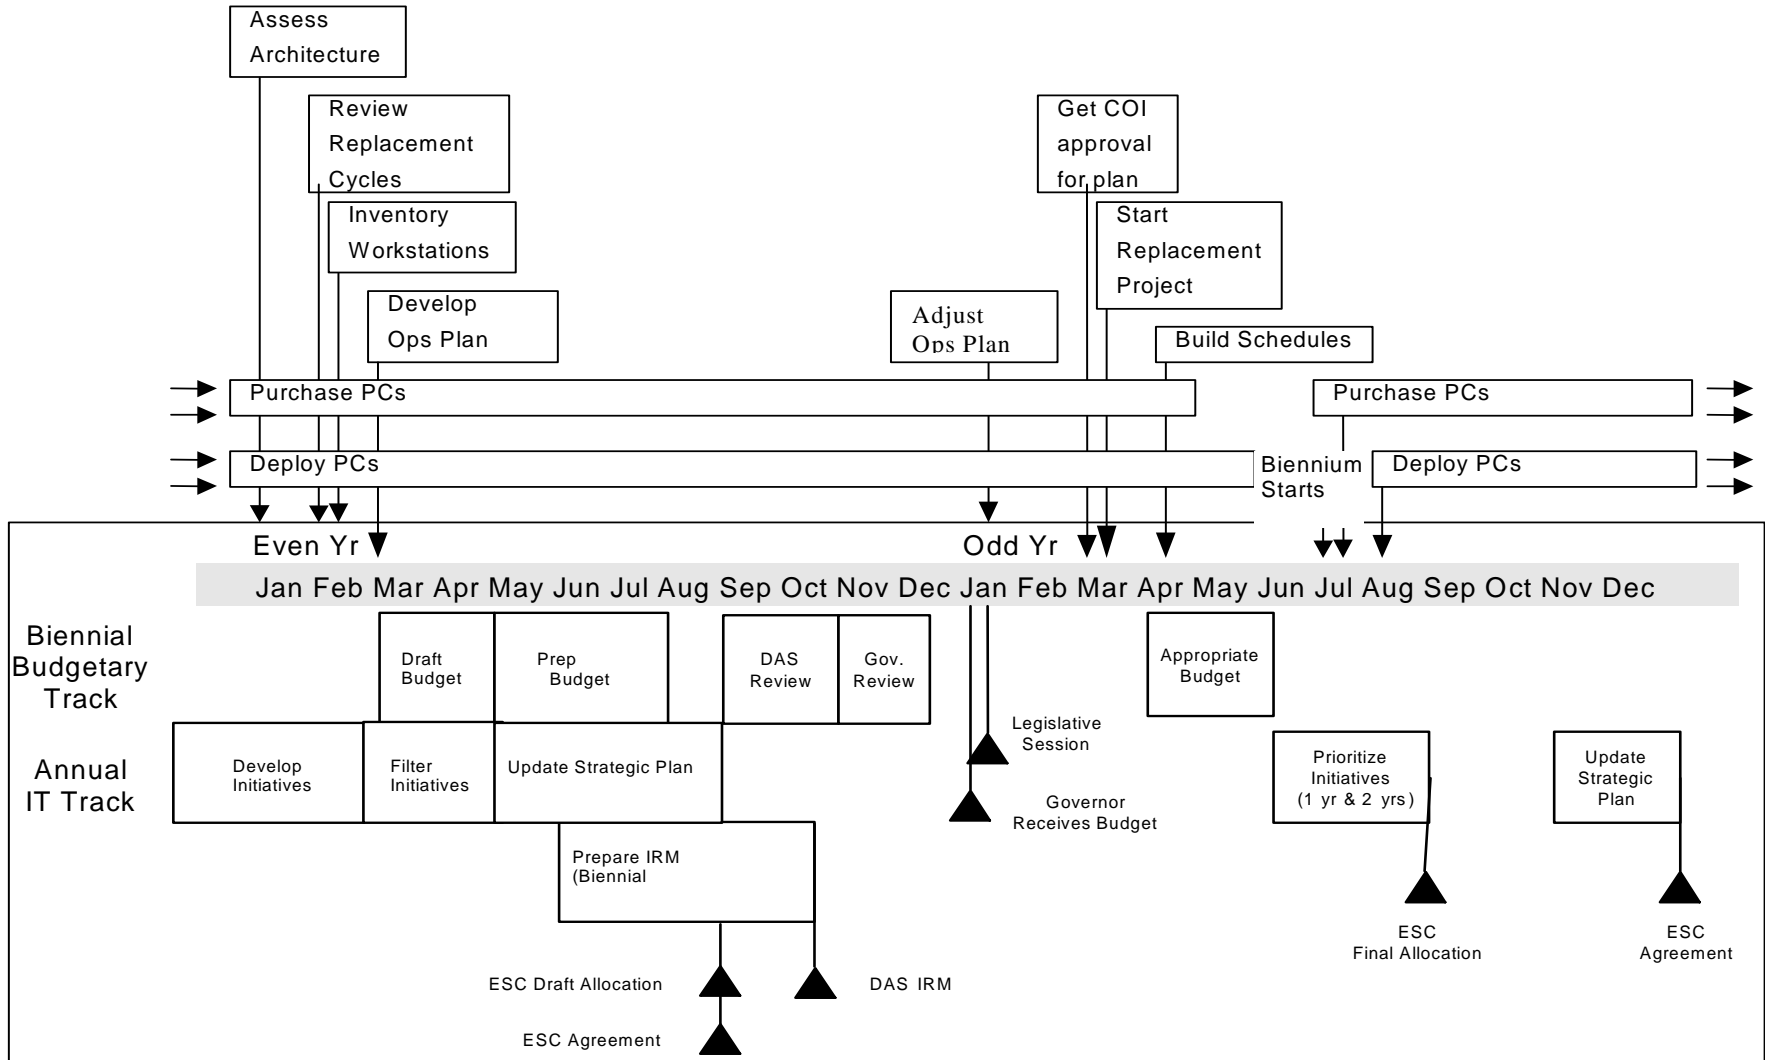 Assess
Architecture
Review
Replacement
Cycles
Inventory
Workstations
Develop
Ops Plan
Get COI
approval
for plan
Start
Replacement
Project
Adjust
Ops Plan
Build Schedules
Purchase PCs
Purchase PCs
Deploy PCs
Biennium
Starts
Deploy PCs
Even Yr
Odd Yr
Jan Feb Mar Apr May Jun Jul Aug Sep Oct Nov Dec Jan Feb Mar Apr May Jun Jul Aug Sep Oct Nov Dec
Biennial
Budgetary
Track
Draft
Budget
Prep
Budget
DAS
Review
Gov.
Review
Appropriate
Budget
Legislative
Session
Annual
IT Track
Develop
Initiatives
Filter
Initiatives
Update Strategic Plan
Governor
Receives Budget
Prioritize
Initiatives
(1 yr & 2 yrs)
Update
Strategic
Plan
Prepare IRM
(Biennial
ESC
Final Allocation
ESC
Agreement
ESC Draft Allocation
DAS IRM
ESC Agreement